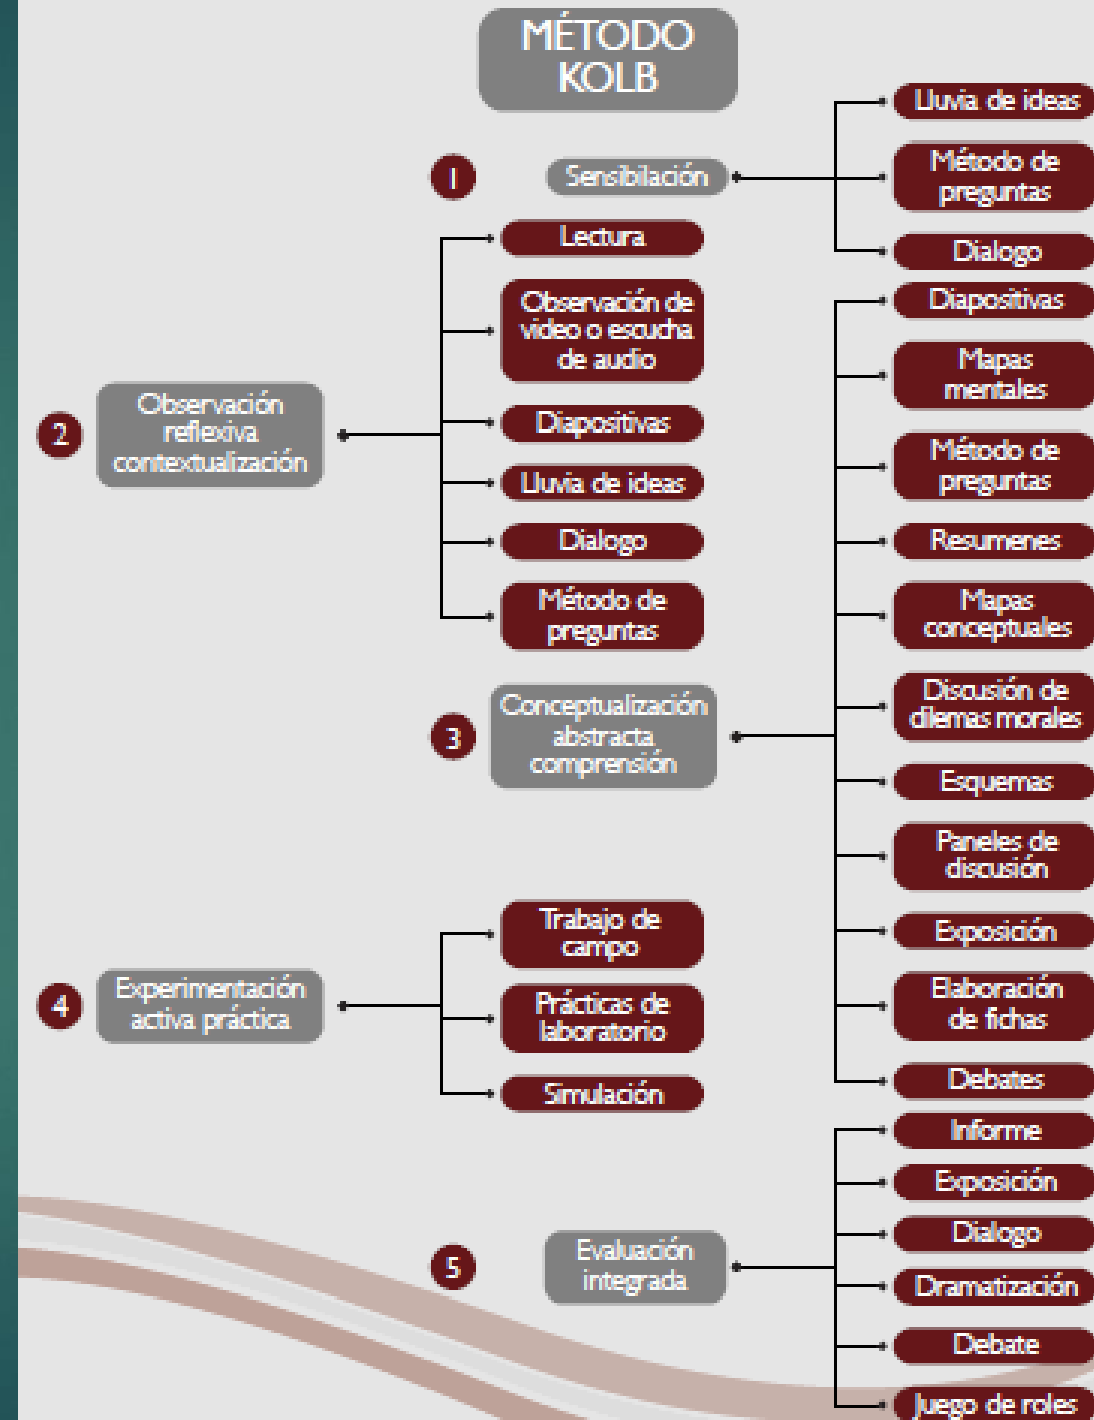 MÉTODO
KOLB
1
Sensibilación
Lluvia de ideas
Método de
preguntas
Dialogo
2
Observación
reflexiva
contextualización
Lectura
Observación de
video o escucha
de audio
Diapositivas
Lluvia de ideas
Dialogo
Método de
preguntas
3
Conceptualización
abstracta
comprensión
Diapositivas
Mapas
mentales
Método de
preguntas
Resumenes
Mapas
conceptuales
Discusión de
dilemas morales
Esquemas
Paneles de
discusión
Exposición
Elaboración
de fichas
Debates
4
Experimentación
activa práctica
Trabajo de
campo
Prácticas de
laboratorio
Simulación
5
Evaluación
integrada
Informe
Exposición
Dialogo
Dramatización
Debate
Juego de roles